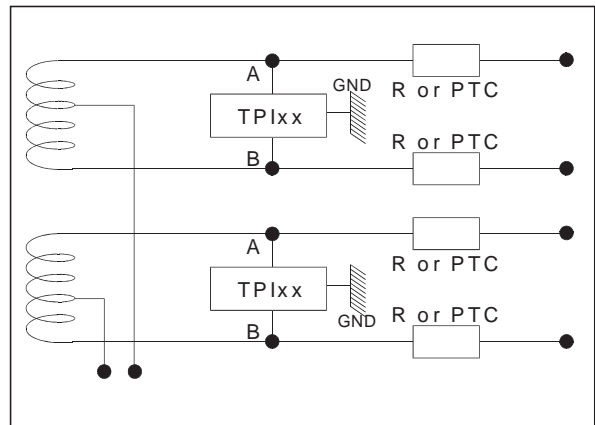 A
GND
R or PTC
TPIxx
B
R or PTC
A
R or PTC
TPIxx
GND
B
R or PTC